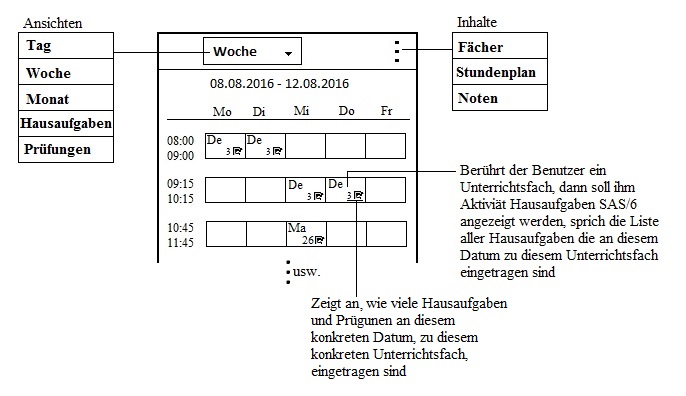 Ansichten
Tag
Woche
Monat
Hausaufgaben
Prüfungen
Woche
08.08.2016 - 12.08.2016
Mo Di Mi Do Fr
08:00
09:00
De
3
De
3
09:15
10:15
De
3
De
3
10:45
11:45
Ma
26
usw.
Inhalte
Fächer
Stundenplan
Noten
Berührt der Benutzer ein
Unterrichtsfach, dann soll ihm
Aktiviät Hausaufgaben SAS/6
angezeigt werden, sprich die Liste
aller Hausaufgaben die an diesem
Datum zu diesem Unterrichtsfach
eingetragen sind
Zeigt an, wie viele Hausaufgaben
und Prügunen an diesem
konkreten Datum, zu diesem
konkreten Unterrichtsfach,
eingetragen sind